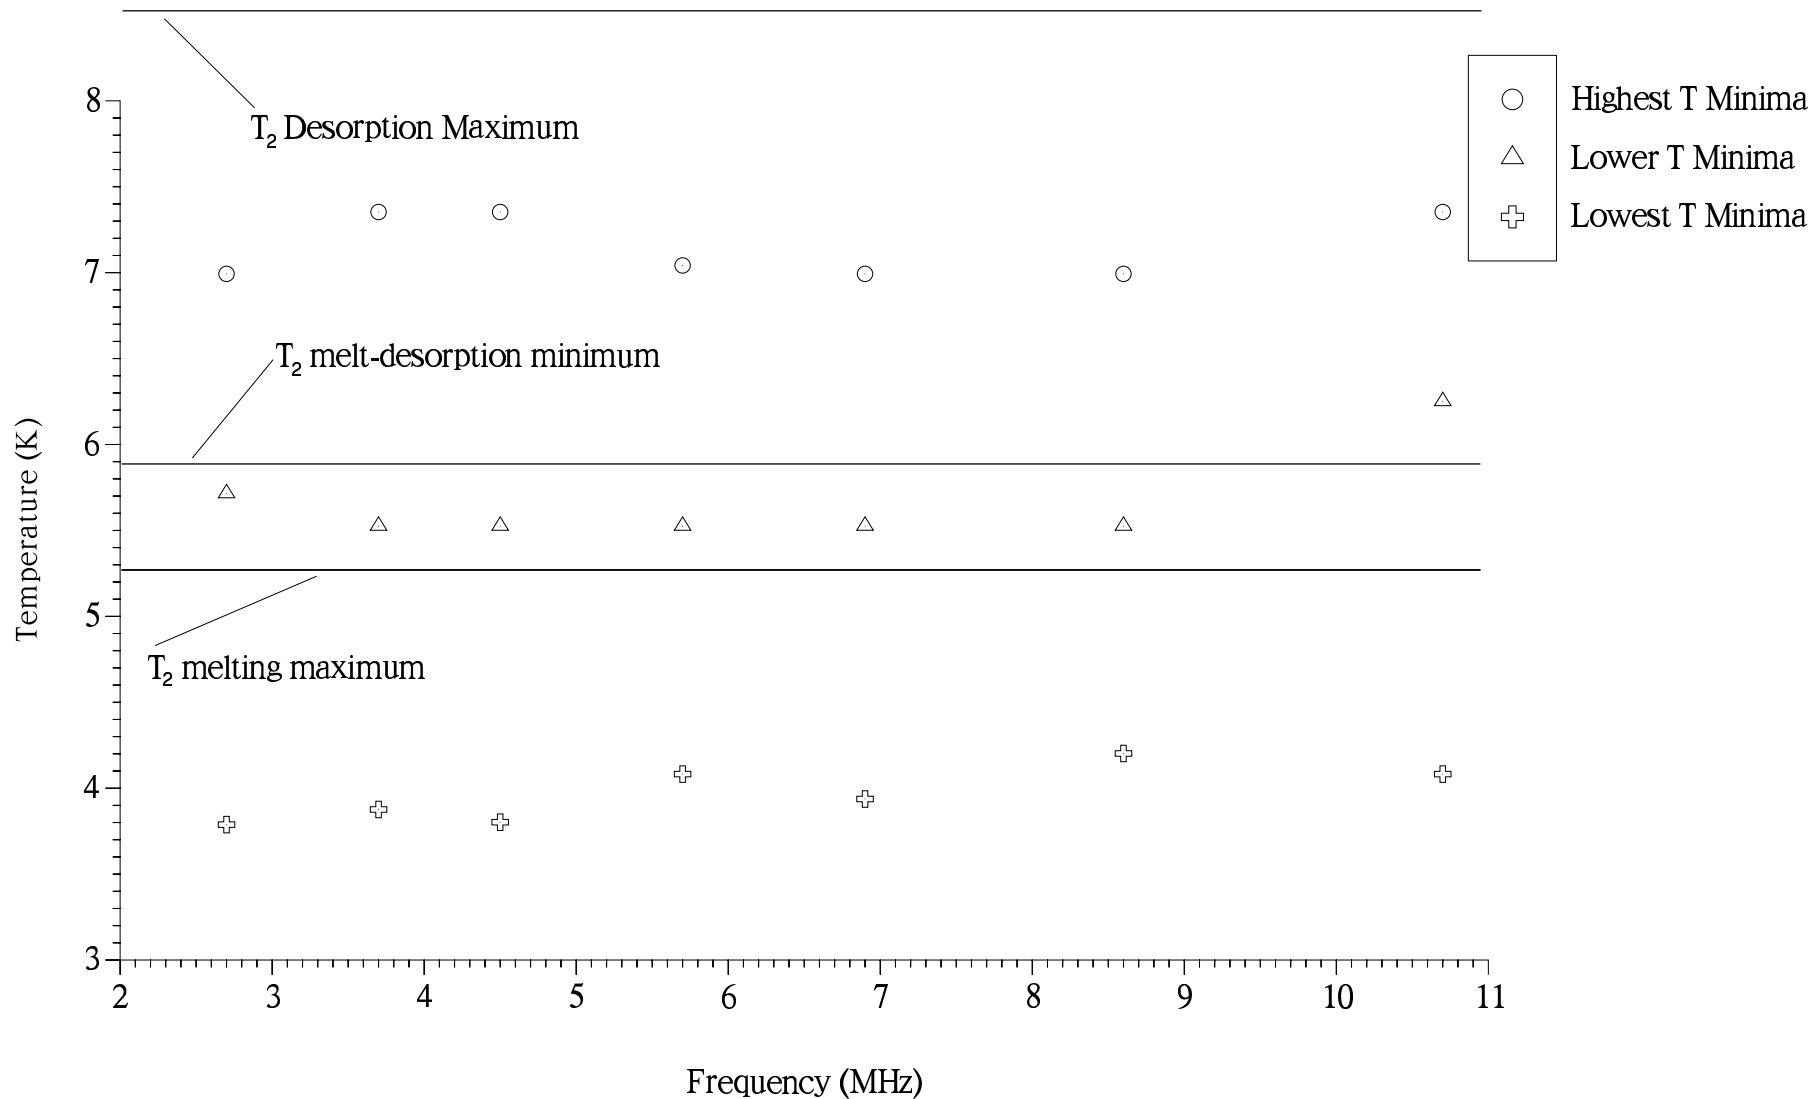 T2 Desorption Maximum
Highest T Minima
Lower T Minima
Lowest T Minima
T2 melt-desorption minimum
T2 melting maximum
Temperature (K)
8
7
6
5
4
3
2 3 4 5 6 7 8 9 10 11
Frequency (MHz)